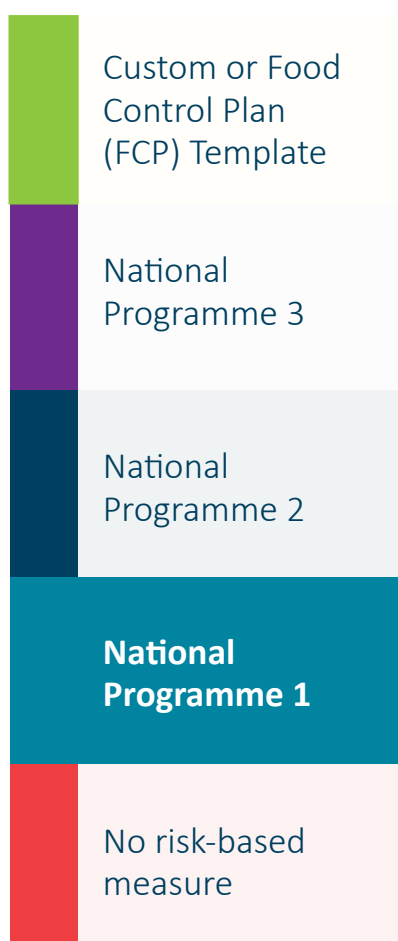 Custom or Food
Control Plan
(FCP) Template
National
Programme 3
National
Programme 2
National
Programme 1
No risk-based
measure